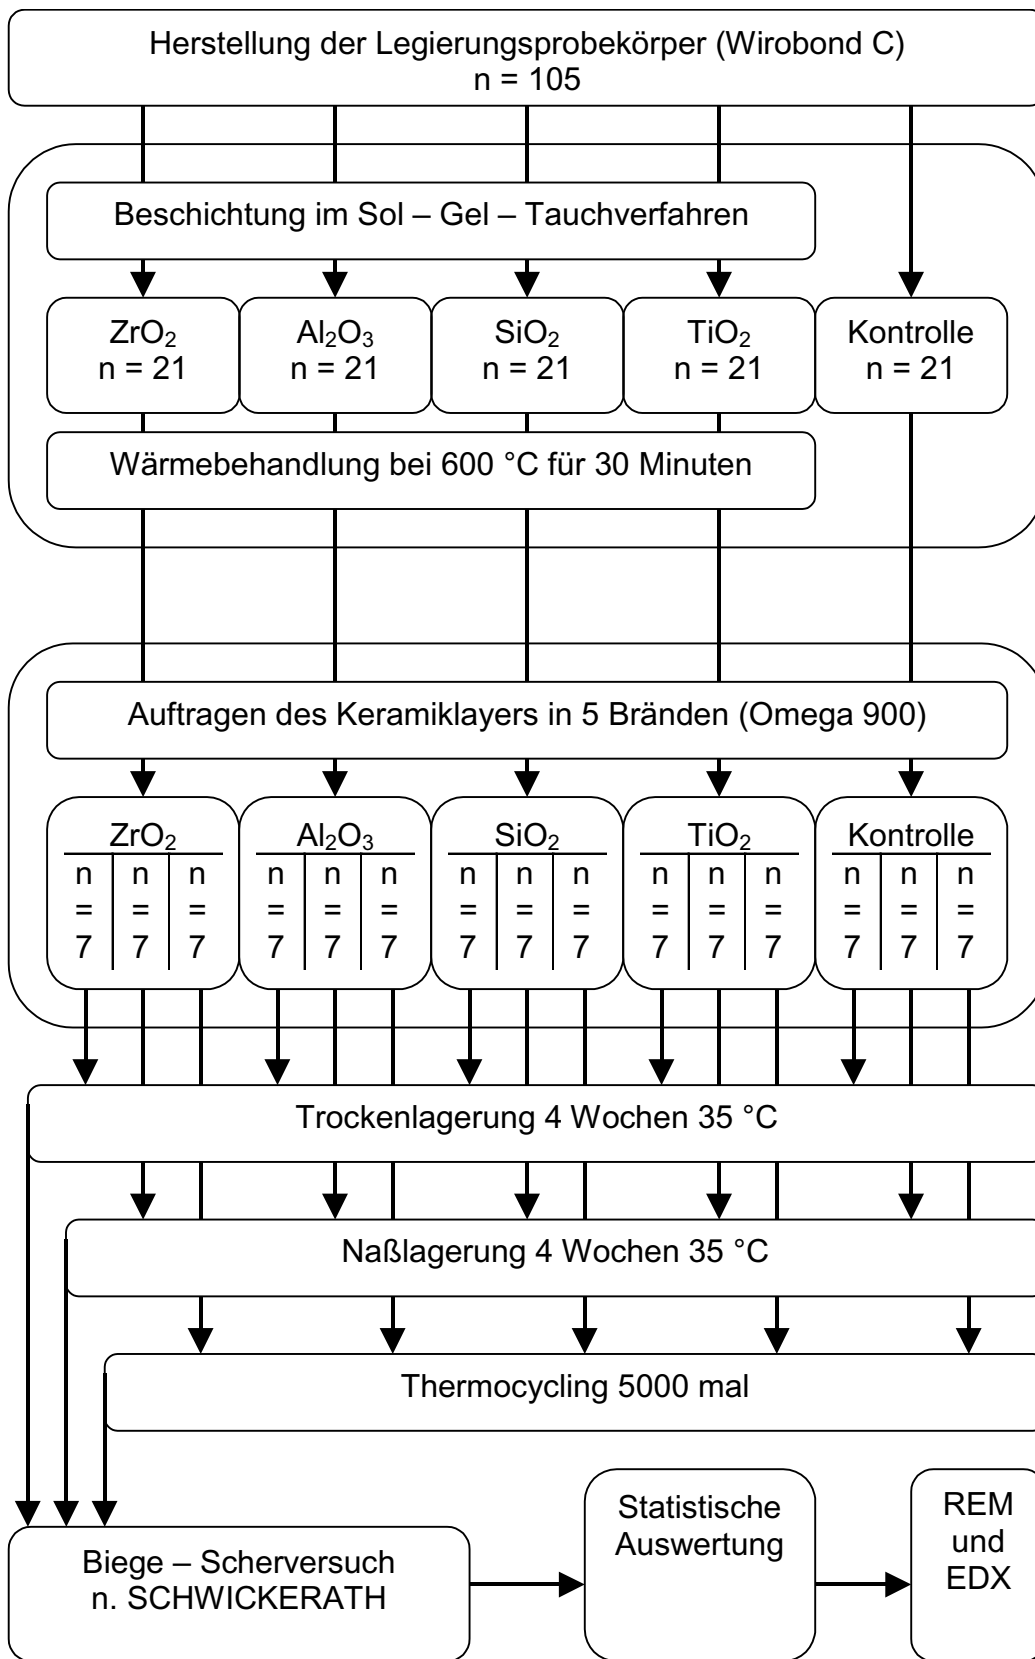 Herstellung der Legierungsprobekörper (Wirobond C)
n = 105
Beschichtung im Sol – Gel – Tauchverfahren
ZrO₂ Al₂O₃ SiO₂ TiO₂ Kontrolle
n = 21 n = 21 n = 21 n = 21 n = 21
Wärmebehandlung bei 600 °C für 30 Minuten
Auftragen des Keramiklayers in 5 Bränden (Omega 900)
ZrO₂ Al₂O₃ SiO₂ TiO₂ Kontrolle
n n n n n n n n n n n n n n n
= = = = = = = = = = = = = = =
7 7 7 7 7 7 7 7 7 7 7 7 7 7 7
Trockenlagerung 4 Wochen 35 °C
Naßlagerung 4 Wochen 35 °C
Thermocycling 5000 mal
Biege – Scherversuch
n. SCHWICKERATH
Statistische
Auswertung
REM
und
EDX